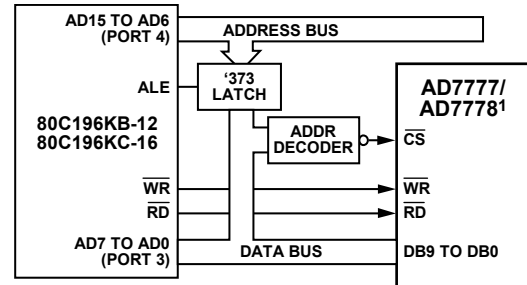 AD15 TO AD6
(PORT 4)
ADDRESS BUS
ALE
'373
LATCH
AD7777/
AD7778¹
80C196KB-12
80C196KC-16
ADDR
DECODER
CS
WR
WR
RD
RD
AD7 TO AD0
(PORT 3)
DATA BUS
DB9 TO DB0